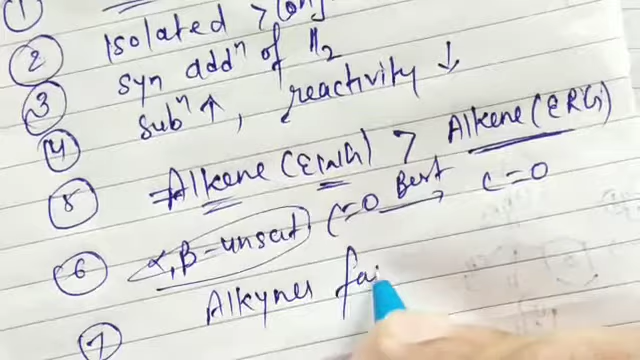 ①
② Isolated > Conj
③ syn addⁿ of H₂
④ subⁿ ↑, reactivity ↓
⑤ Alkene (EWG) > Alkene (ERG)
⑥ α,β-unsat C=O Best → C=O
⑦ Alkynes fa